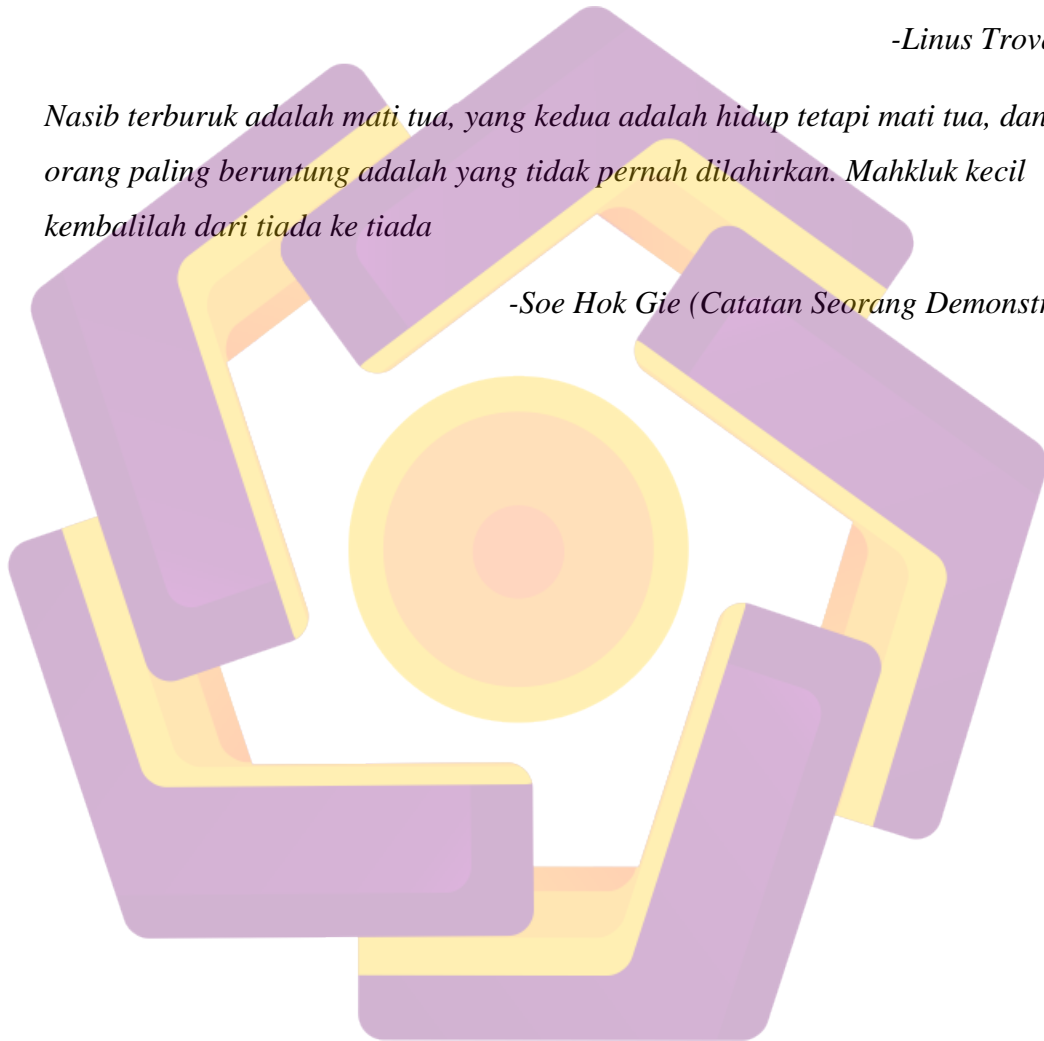 -Linus Trov
Nasib terburuk adalah mati tua, yang kedua adalah hidup tetapi mati tua, dan
orang paling beruntung adalah yang tidak pernah dilahirkan. Mahkluk kecil
kembalilah dari tiada ke tiada
-Soe Hok Gie (Catatan Seorang Demonstr